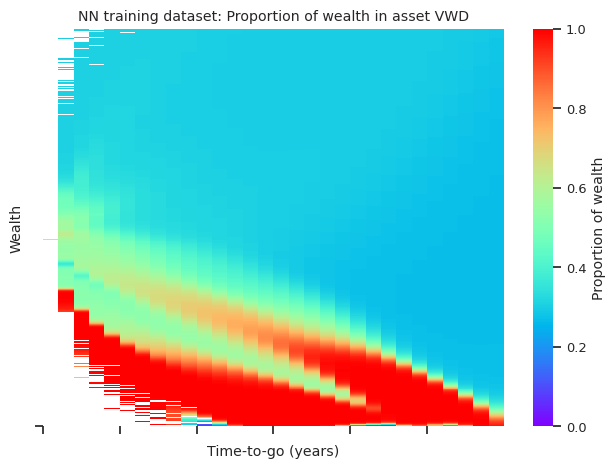 NN training dataset: Proportion of wealth in asset VWD
Wealth
Time-to-go (years)
1.0
0.8
0.6
0.4
0.2
0.0
Proportion of wealth